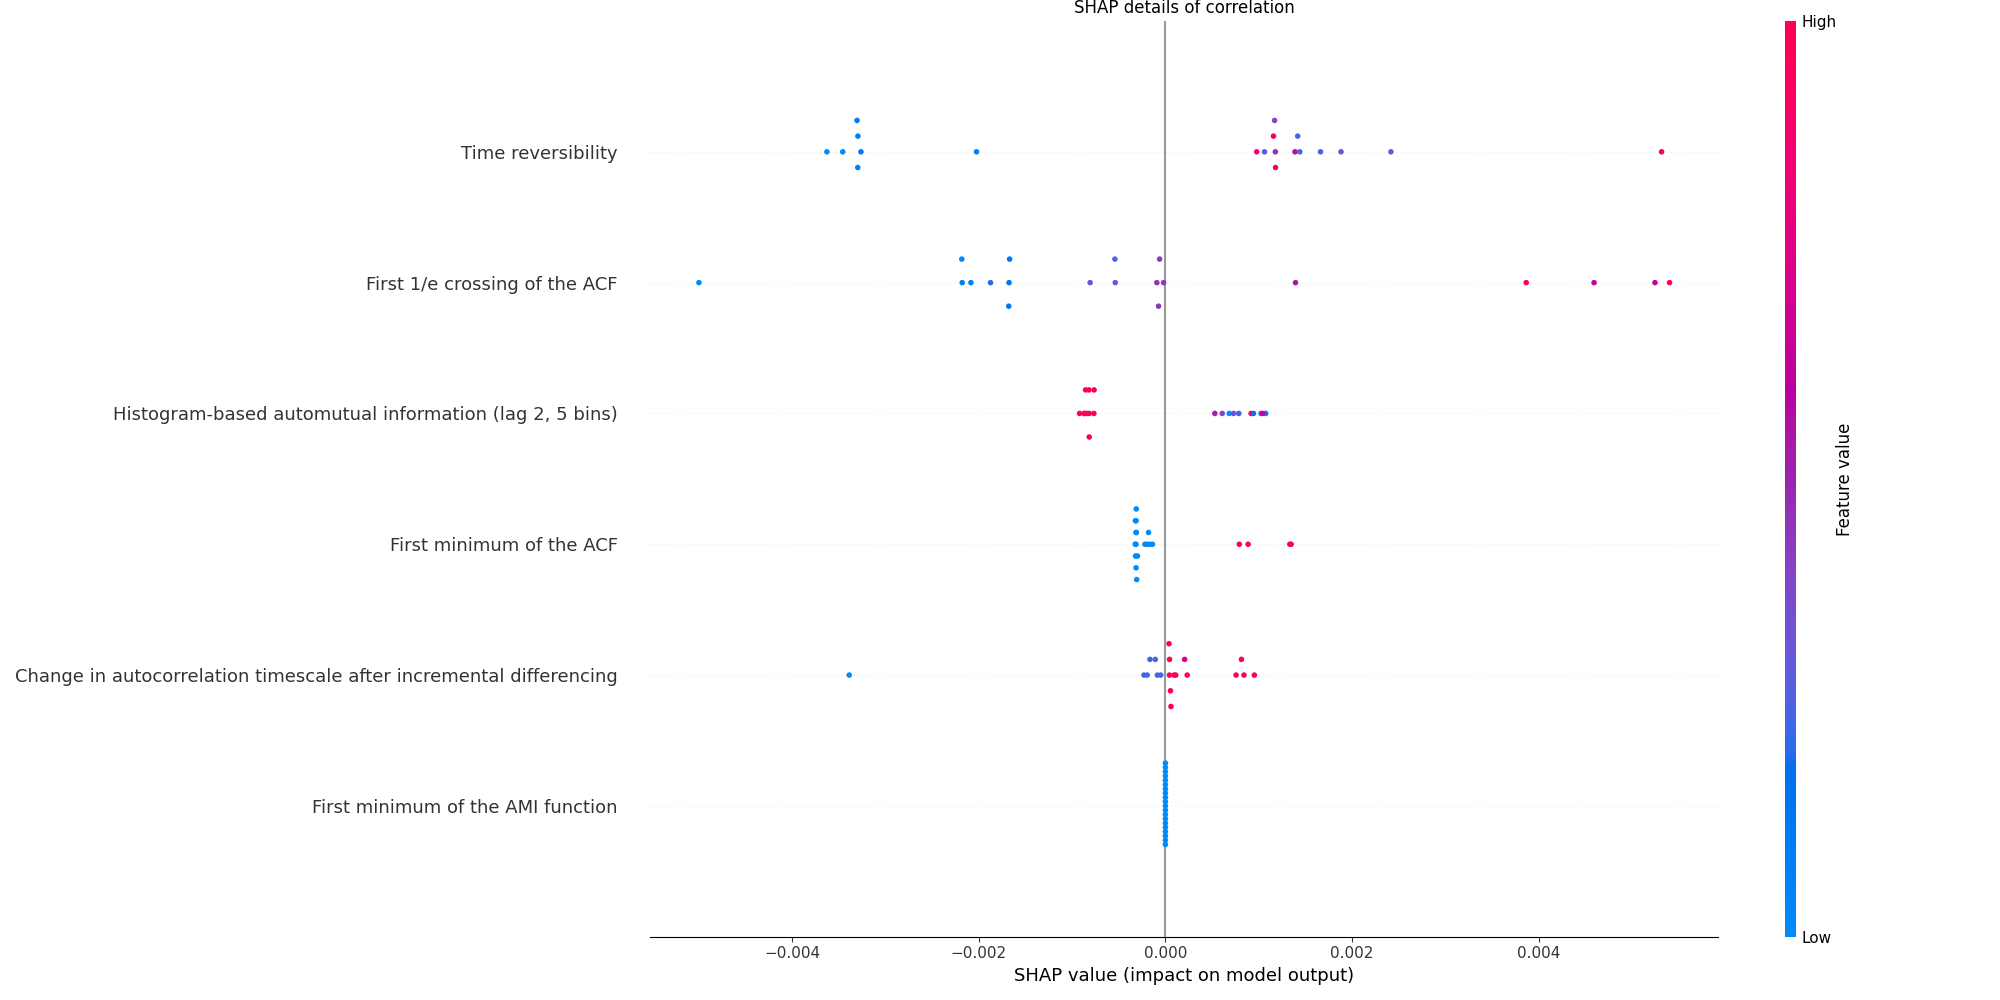 SHAP details of correlation
High
Time reversibility
First 1/e crossing of the ACF
Histogram-based automutual information (lag 2, 5 bins)
Feature value
First minimum of the ACF
Change in autocorrelation timescale after incremental differencing
First minimum of the AMI function
Low
−0.004 −0.002 0.000 0.002 0.004
SHAP value (impact on model output)